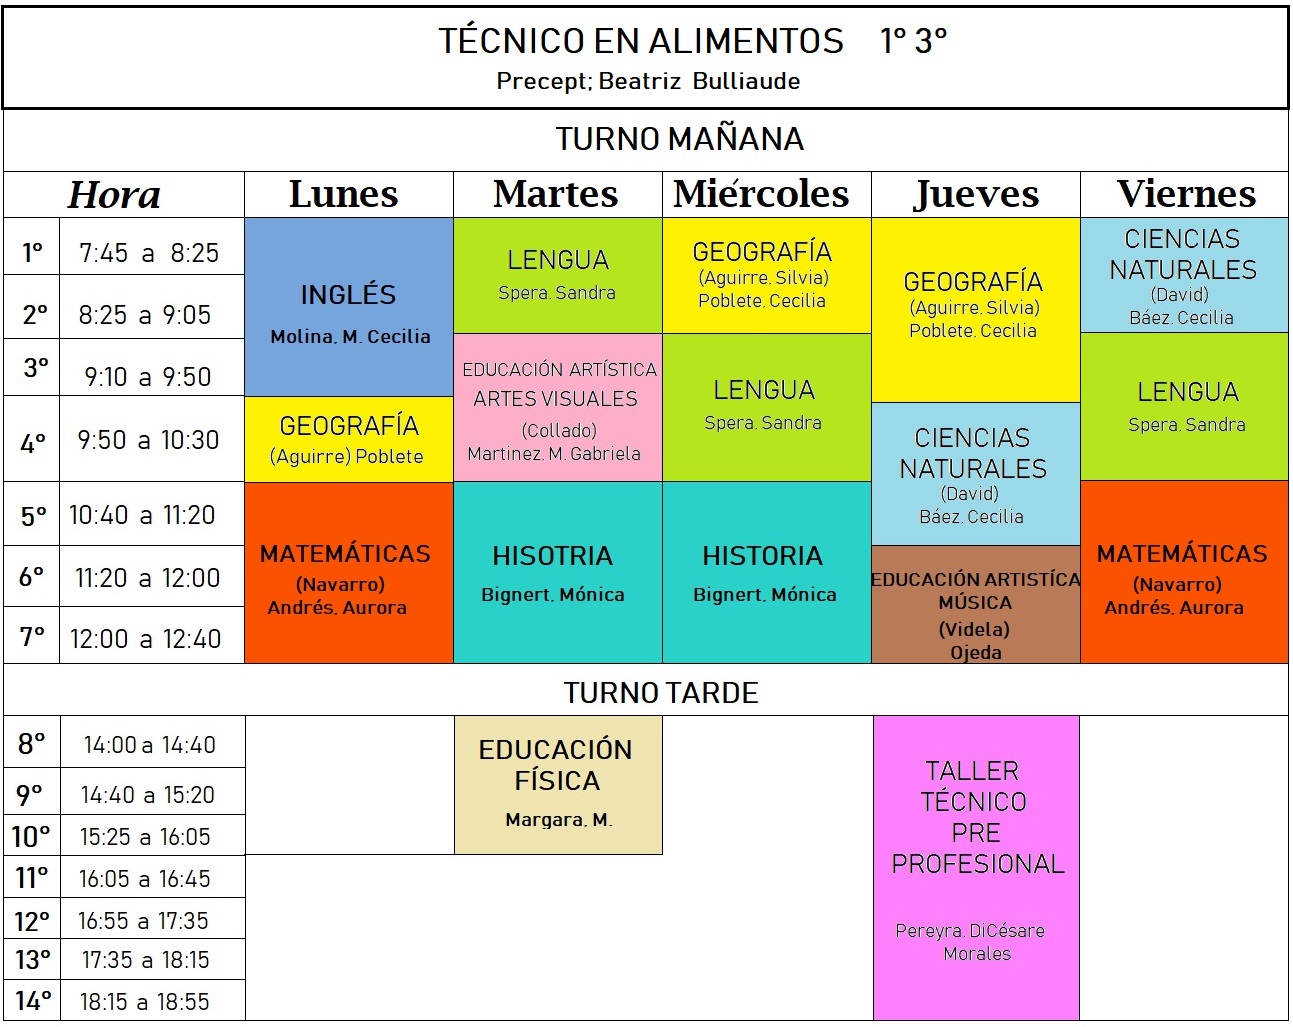 TÉCNICO EN ALIMENTOS 1° 3°
Precept; Beatriz Bulliaude
TURNO MAÑANA
Hora Lunes Martes Miércoles Jueves Viernes
1° 7:45 a 8:25
2° 8:25 a 9:05
3° 9:10 a 9:50
4° 9:50 a 10:30
5° 10:40 a 11:20
6° 11:20 a 12:00
7° 12:00 a 12:40
INGLÉS
Molina, M. Cecilia
GEOGRAFÍA
(Aguirre) Poblete
MATEMÁTICAS
(Navarro)
Andrés, Aurora
LENGUA
Spera, Sandra
EDUCACIÓN ARTÍSTICA
ARTES VISUALES
(Collado)
Martinez, M. Gabriela
HISOTRIA
Bignert, Mónica
GEOGRAFÍA
(Aguirre, Silvia)
Poblete, Cecilia
LENGUA
Spera, Sandra
HISTORIA
Bignert, Mónica
GEOGRAFÍA
(Aguirre, Silvia)
Poblete, Cecilia
CIENCIAS
NATURALES
(David)
Báez, Cecilia
EDUCACIÓN ARTISTÍCA
MÚSICA
(Videla)
Ojeda
CIENCIAS
NATURALES
(David)
Báez, Cecilia
LENGUA
Spera, Sandra
MATEMÁTICAS
(Navarro)
Andrés, Aurora
TURNO TARDE
8° 14:00 a 14:40
9° 14:40 a 15:20
10° 15:25 a 16:05
11° 16:05 a 16:45
12° 16:55 a 17:35
13° 17:35 a 18:15
14° 18:15 a 18:55
EDUCACIÓN
FÍSICA
Margara, M.
TALLER
TÉCNICO
PRE
PROFESIONAL
Pereyra, DiCésare
Morales